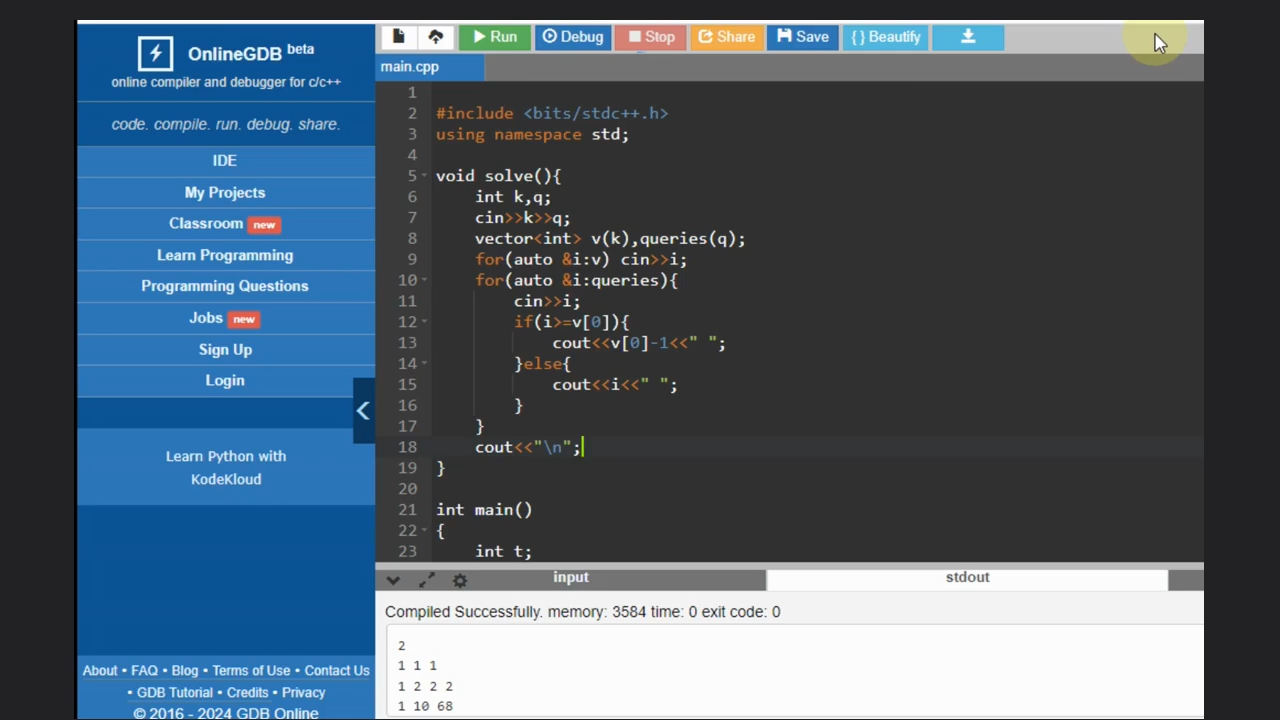 OnlineGDB beta
online compiler and debugger for c/c++
code. compile. run. debug. share.
IDE
My Projects
Classroom new
Learn Programming
Programming Questions
Jobs new
Sign Up
Login
Learn Python with
KodeKloud
About • FAQ • Blog • Terms of Use • Contact Us
• GDB Tutorial • Credits • Privacy
© 2016 - 2024 GDB Online
Run Debug Stop Share Save { } Beautify
main.cpp
1
2 #include <bits/stdc++.h>
3 using namespace std;
4
5 void solve(){
6 int k,q;
7 cin>>k>>q;
8 vector<int> v(k),queries(q);
9 for(auto &i:v) cin>>i;
10 for(auto &i:queries){
11 cin>>i;
12 if(i>=v[0]){
13 cout<<v[0]-1<<" ";
14 }else{
15 cout<<i<<" ";
16 }
17 }
18 cout<<"\n";
19 }
20
21 int main()
22 {
23 int t;
input stdout
Compiled Successfully. memory: 3584 time: 0 exit code: 0
2
1 1 1
1 2 2 2
1 10 68